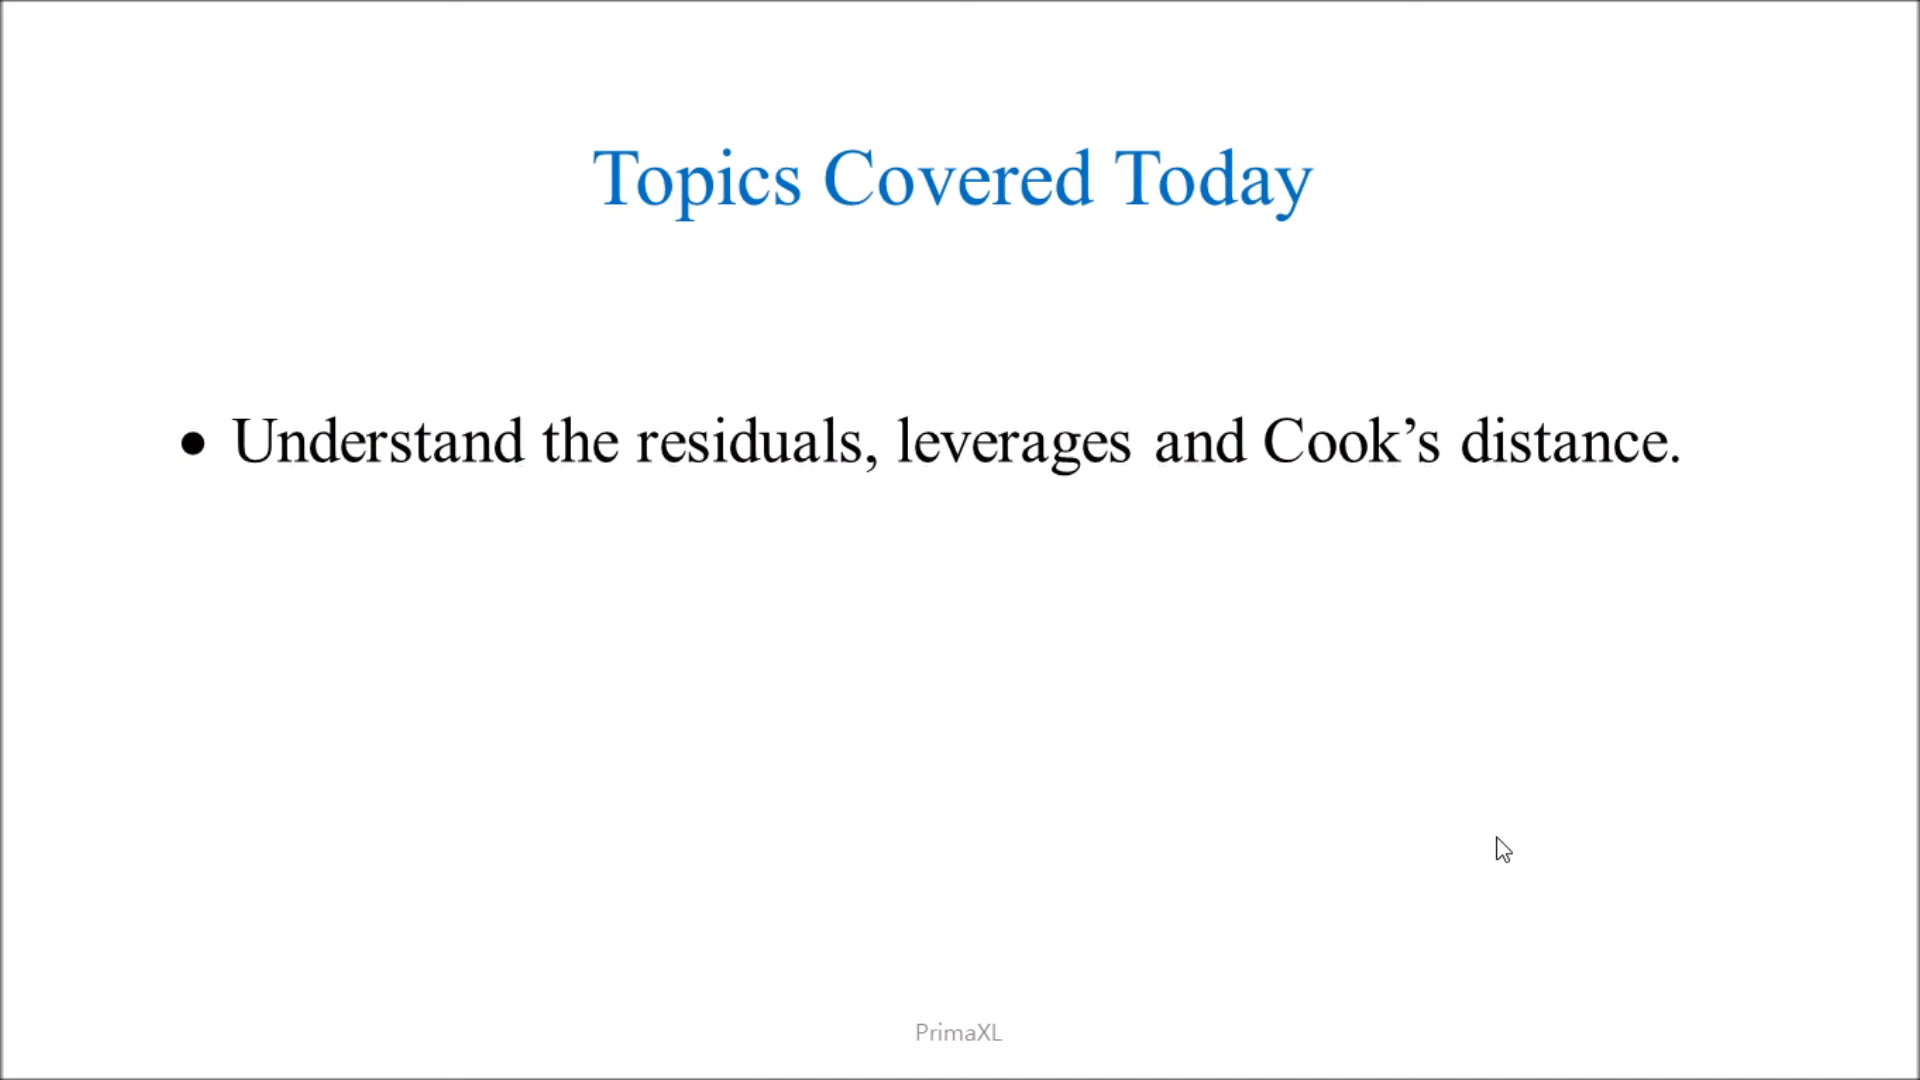 Topics Covered Today
• Understand the residuals, leverages and Cook’s distance.
PrimaXL